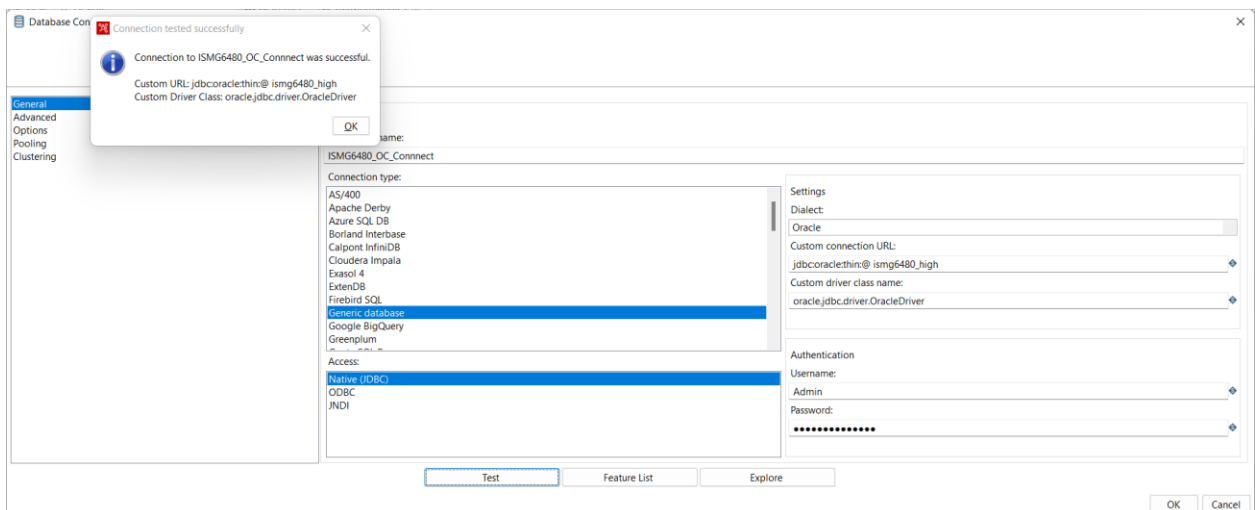 Database Con
Connection tested successfully
Connection to ISMG6480_OC_Connnect was successful.
Custom URL: jdbc:oracle:thin:@ ismg6480_high
Custom Driver Class: oracle.jdbc.driver.OracleDriver
OK
General
Advanced
Options
Pooling
Clustering
name:
ISMG6480_OC_Connnect
Connection type:
AS/400
Apache Derby
Azure SQL DB
Borland Interbase
Calpont InfiniDB
Cloudera Impala
Exasol 4
ExtenDB
Firebird SQL
Generic database
Google BigQuery
Greenplum
Access:
Native (JDBC)
ODBC
JNDI
Settings
Dialect:
Oracle
Custom connection URL:
jdbc:oracle:thin:@ ismg6480_high
Custom driver class name:
oracle.jdbc.driver.OracleDriver
Authentication
Username:
Admin
Password:
●●●●●●●●●●●●●●
Test Feature List Explore
OK Cancel